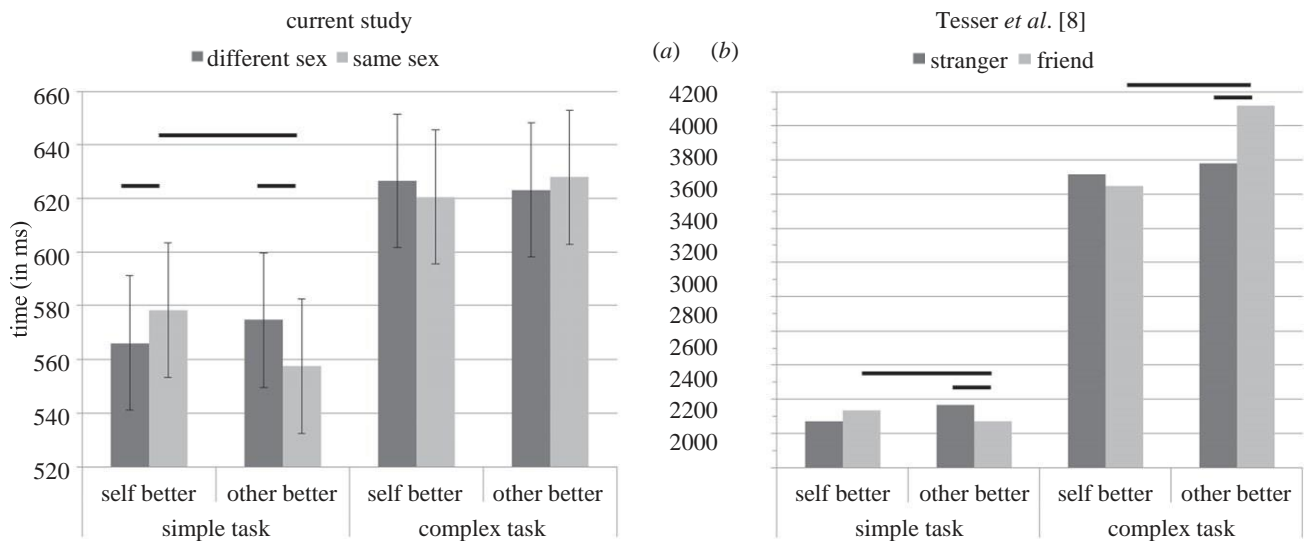 current study
different sex same sex
(a)
660
640
620
600
580
560
540
520
time (in ms)
self better other better self better other better
simple task complex task
(b)
Tesser et al. [8]
stranger friend
4200
4000
3800
3600
3400
3200
3000
2800
2600
2400
2200
2000
self better other better self better other better
simple task complex task